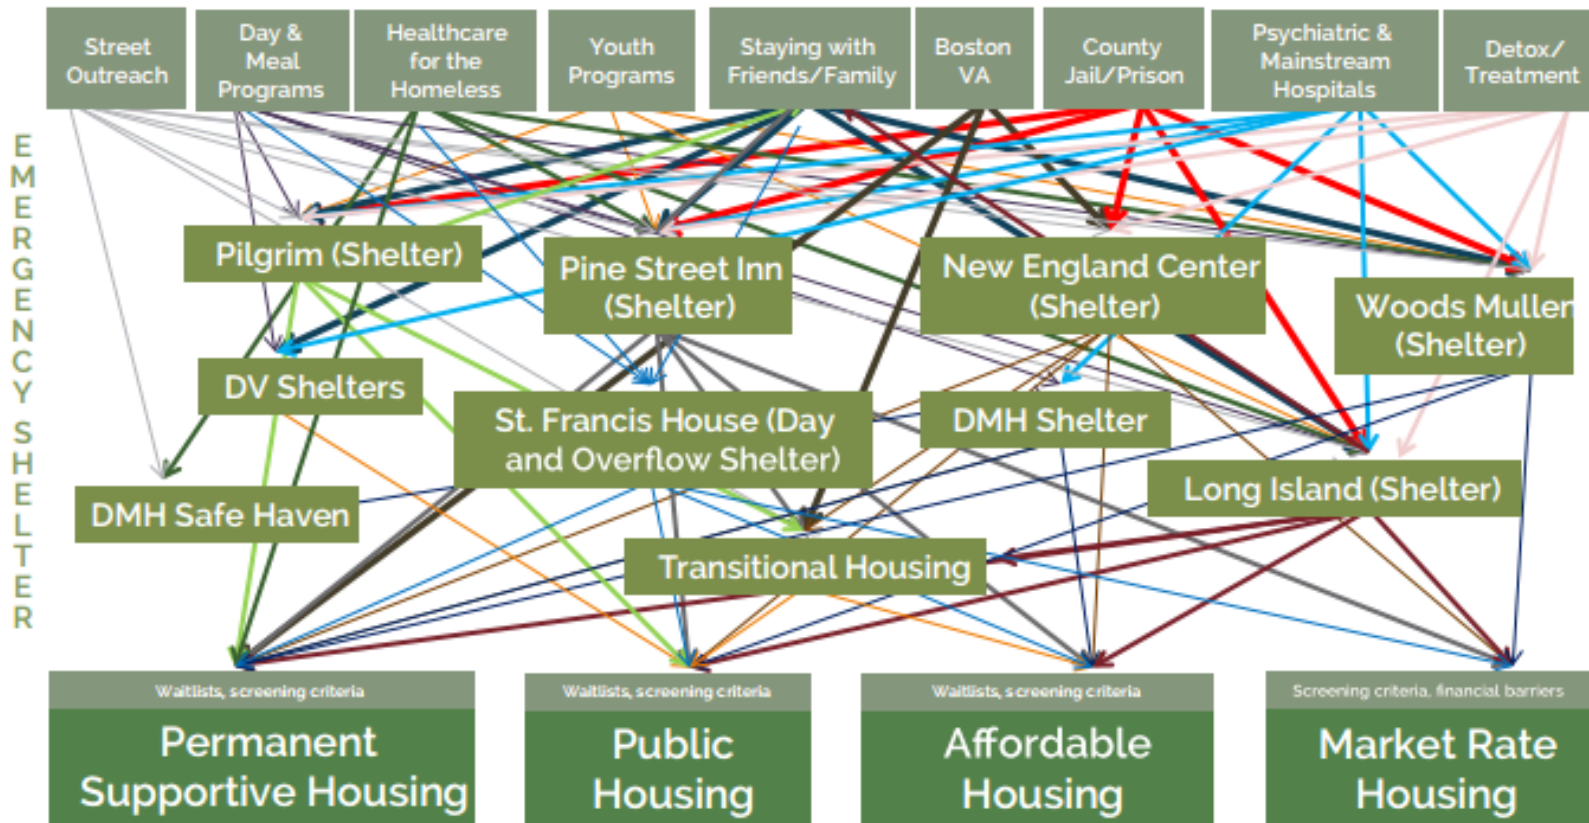 Street
Outreach
Day &
Meal
Programs
Healthcare
for the
Homeless
Youth
Programs
Staying with
Friends/Family
Boston
VA
County
Jail/Prison
Psychiatric &
Mainstream
Hospitals
Detox/
Treatment
EMERGENCY SHELTER
Pilgrim (Shelter)
Pine Street Inn
(Shelter)
New England Center
(Shelter)
Woods Mullen
(Shelter)
DV Shelters
St. Francis House (Day
and Overflow Shelter)
DMH Shelter
DMH Safe Haven
Long Island (Shelter)
Transitional Housing
Waitlists, screening criteria
Permanent
Supportive Housing
Waitlists, screening criteria
Public
Housing
Waitlists, screening criteria
Affordable
Housing
Screening criteria, financial barriers
Market Rate
Housing